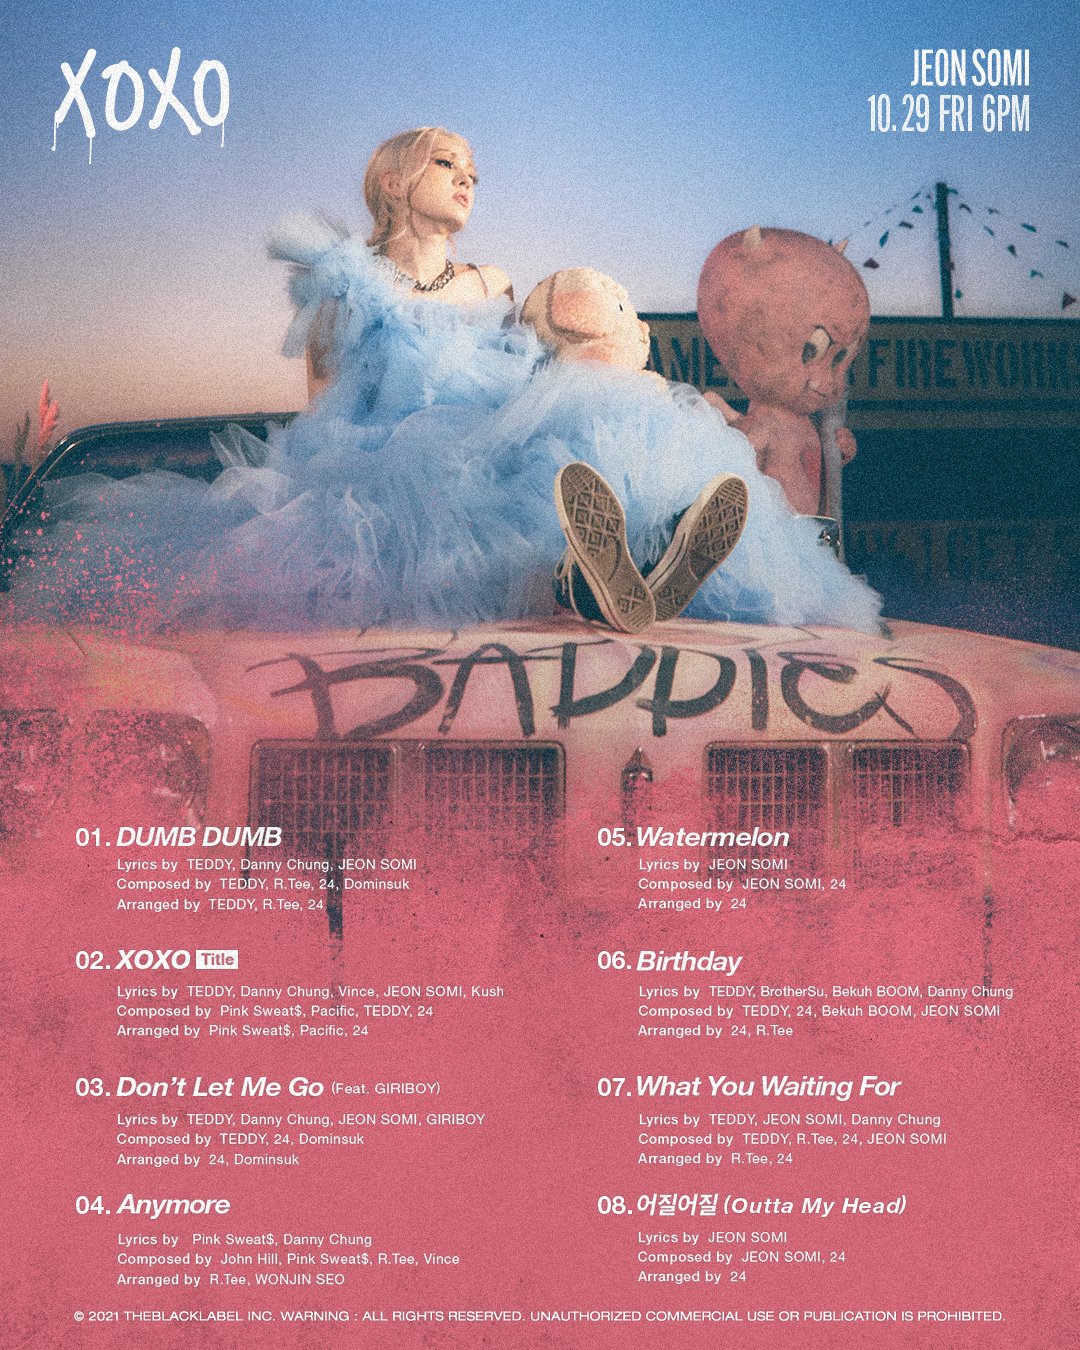 XOXO
JEON SOMI
10. 29 FRI 6PM
FIREWORKS
BADDIES
01. DUMB DUMB
Lyrics by TEDDY, Danny Chung, JEON SOMI
Composed by TEDDY, R.Tee, 24, Dominsuk
Arranged by TEDDY, R.Tee, 24
02. XOXO Title
Lyrics by TEDDY, Danny Chung, Vince, JEON SOMI, Kush
Composed by Pink Sweat$, Pacific, TEDDY, 24
Arranged by Pink Sweat$, Pacific, 24
03. Don't Let Me Go (Feat. GIRIBOY)
Lyrics by TEDDY, Danny Chung, JEON SOMI, GIRIBOY
Composed by TEDDY, 24, Dominsuk
Arranged by 24, Dominsuk
04. Anymore
Lyrics by Pink Sweat$, Danny Chung
Composed by John Hill, Pink Sweat$, R.Tee, Vince
Arranged by R.Tee, WONJIN SEO
05. Watermelon
Lyrics by JEON SOMI
Composed by JEON SOMI, 24
Arranged by 24
06. Birthday
Lyrics by TEDDY, BrotherSu, Bekuh BOOM, Danny Chung
Composed by TEDDY, 24, Bekuh BOOM, JEON SOMI
Arranged by 24, R.Tee
07. What You Waiting For
Lyrics by TEDDY, JEON SOMI, Danny Chung
Composed by TEDDY, R.Tee, 24, JEON SOMI
Arranged by R.Tee, 24
08. 어질어질 (Outta My Head)
Lyrics by JEON SOMI
Composed by JEON SOMI, 24
Arranged by 24
© 2021 THEBLACKLABEL INC. WARNING : ALL RIGHTS RESERVED. UNAUTHORIZED COMMERCIAL USE OR PUBLICATION IS PROHIBITED.